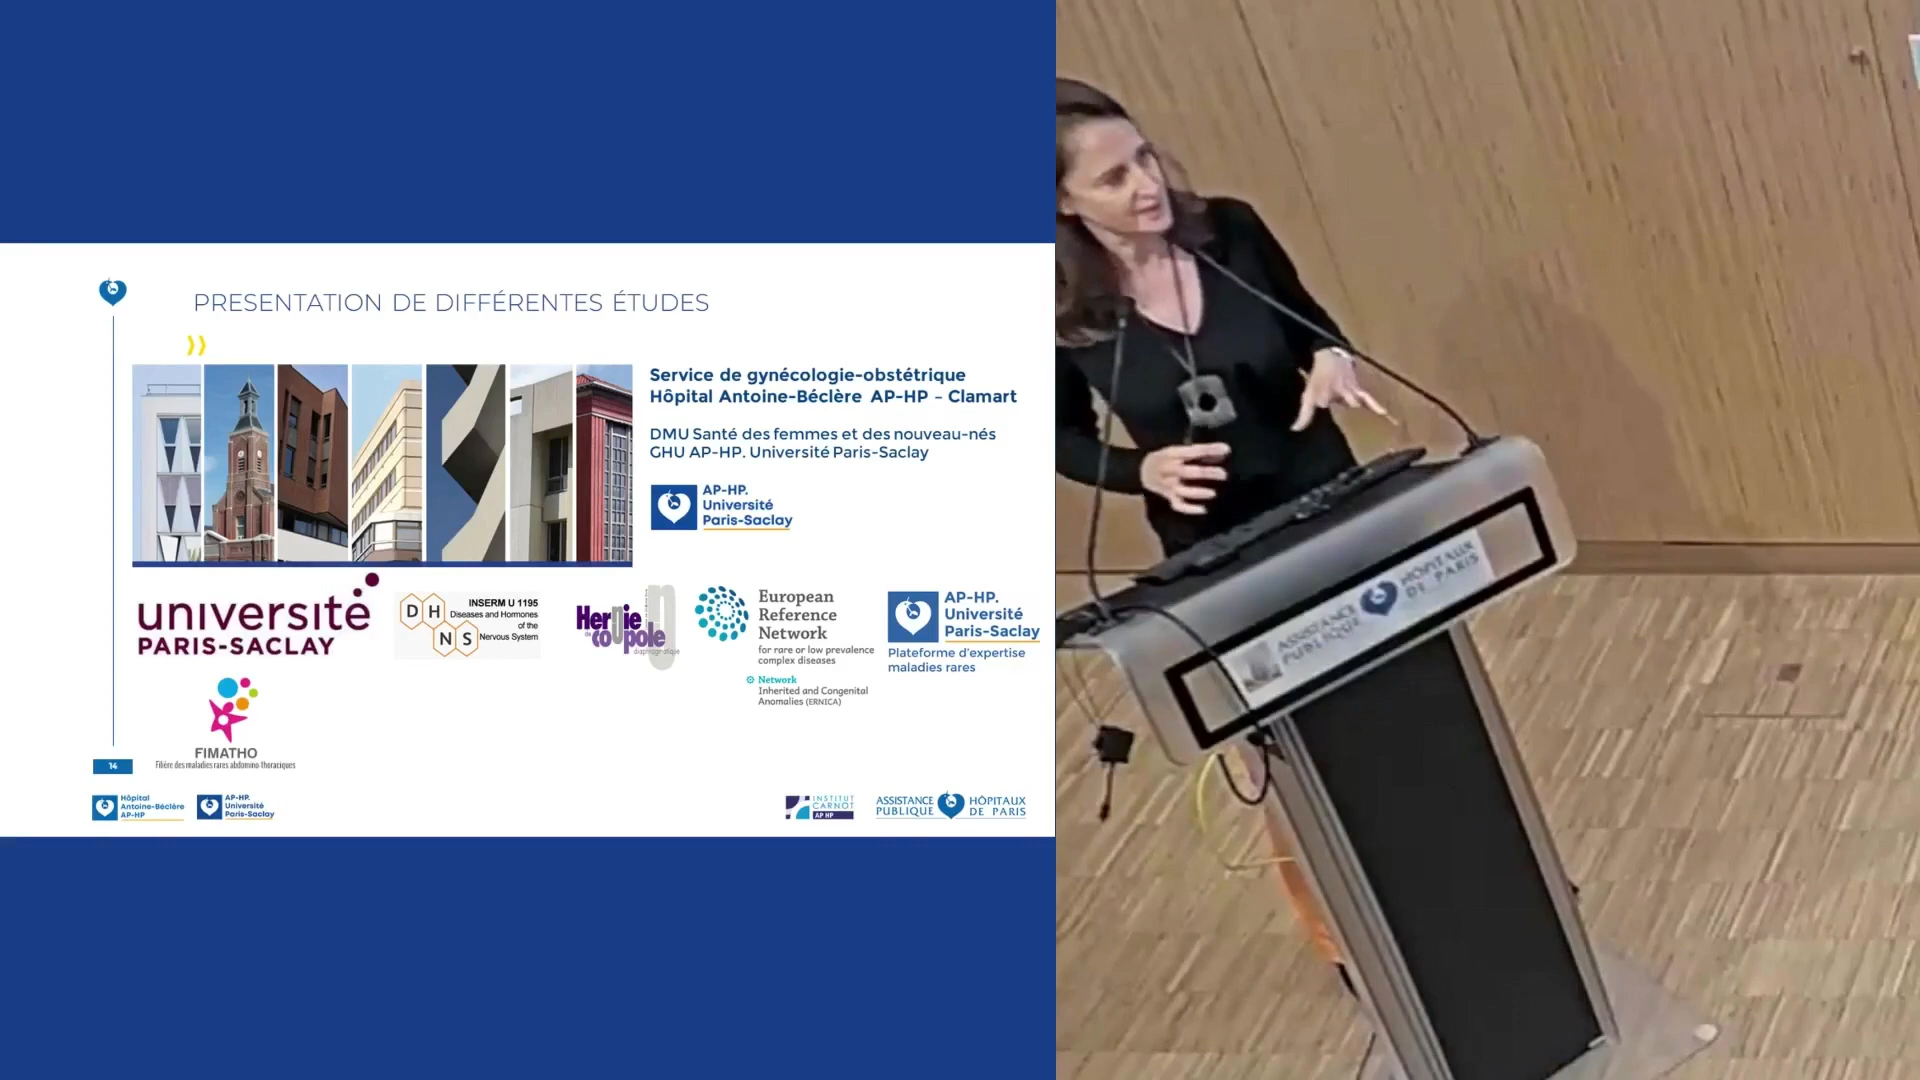 PRESENTATION DE DIFFÉRENTES ÉTUDES
Service de gynécologie-obstétrique
Hôpital Antoine-Béclère AP-HP – Clamart
DMU Santé des femmes et des nouveau-nés
GHU AP-HP. Université Paris-Saclay
AP-HP.
Université
Paris-Saclay
université
PARIS-SACLAY
D H
N S
INSERM U 1195
Diseases and Hormones
of the
Nervous System
Hernie
de coupole
diaphragmatique
European
Reference
Network
for rare or low prevalence
complex diseases
Network
Inherited and Congenital
Anomalies (ERNICA)
AP-HP.
Université
Paris-Saclay
Plateforme d'expertise
maladies rares
FIMATHO
Filière des maladies rares abdomino thoraciques
14
Hôpital
Antoine-Béclère
AP-HP
AP-HP.
Université
Paris-Saclay
INSTITUT
CARNOT
AP HP
ASSISTANCE PUBLIQUE
HÔPITAUX DE PARIS
ASSISTANCE PUBLIQUE
HÔPITAUX DE PARIS